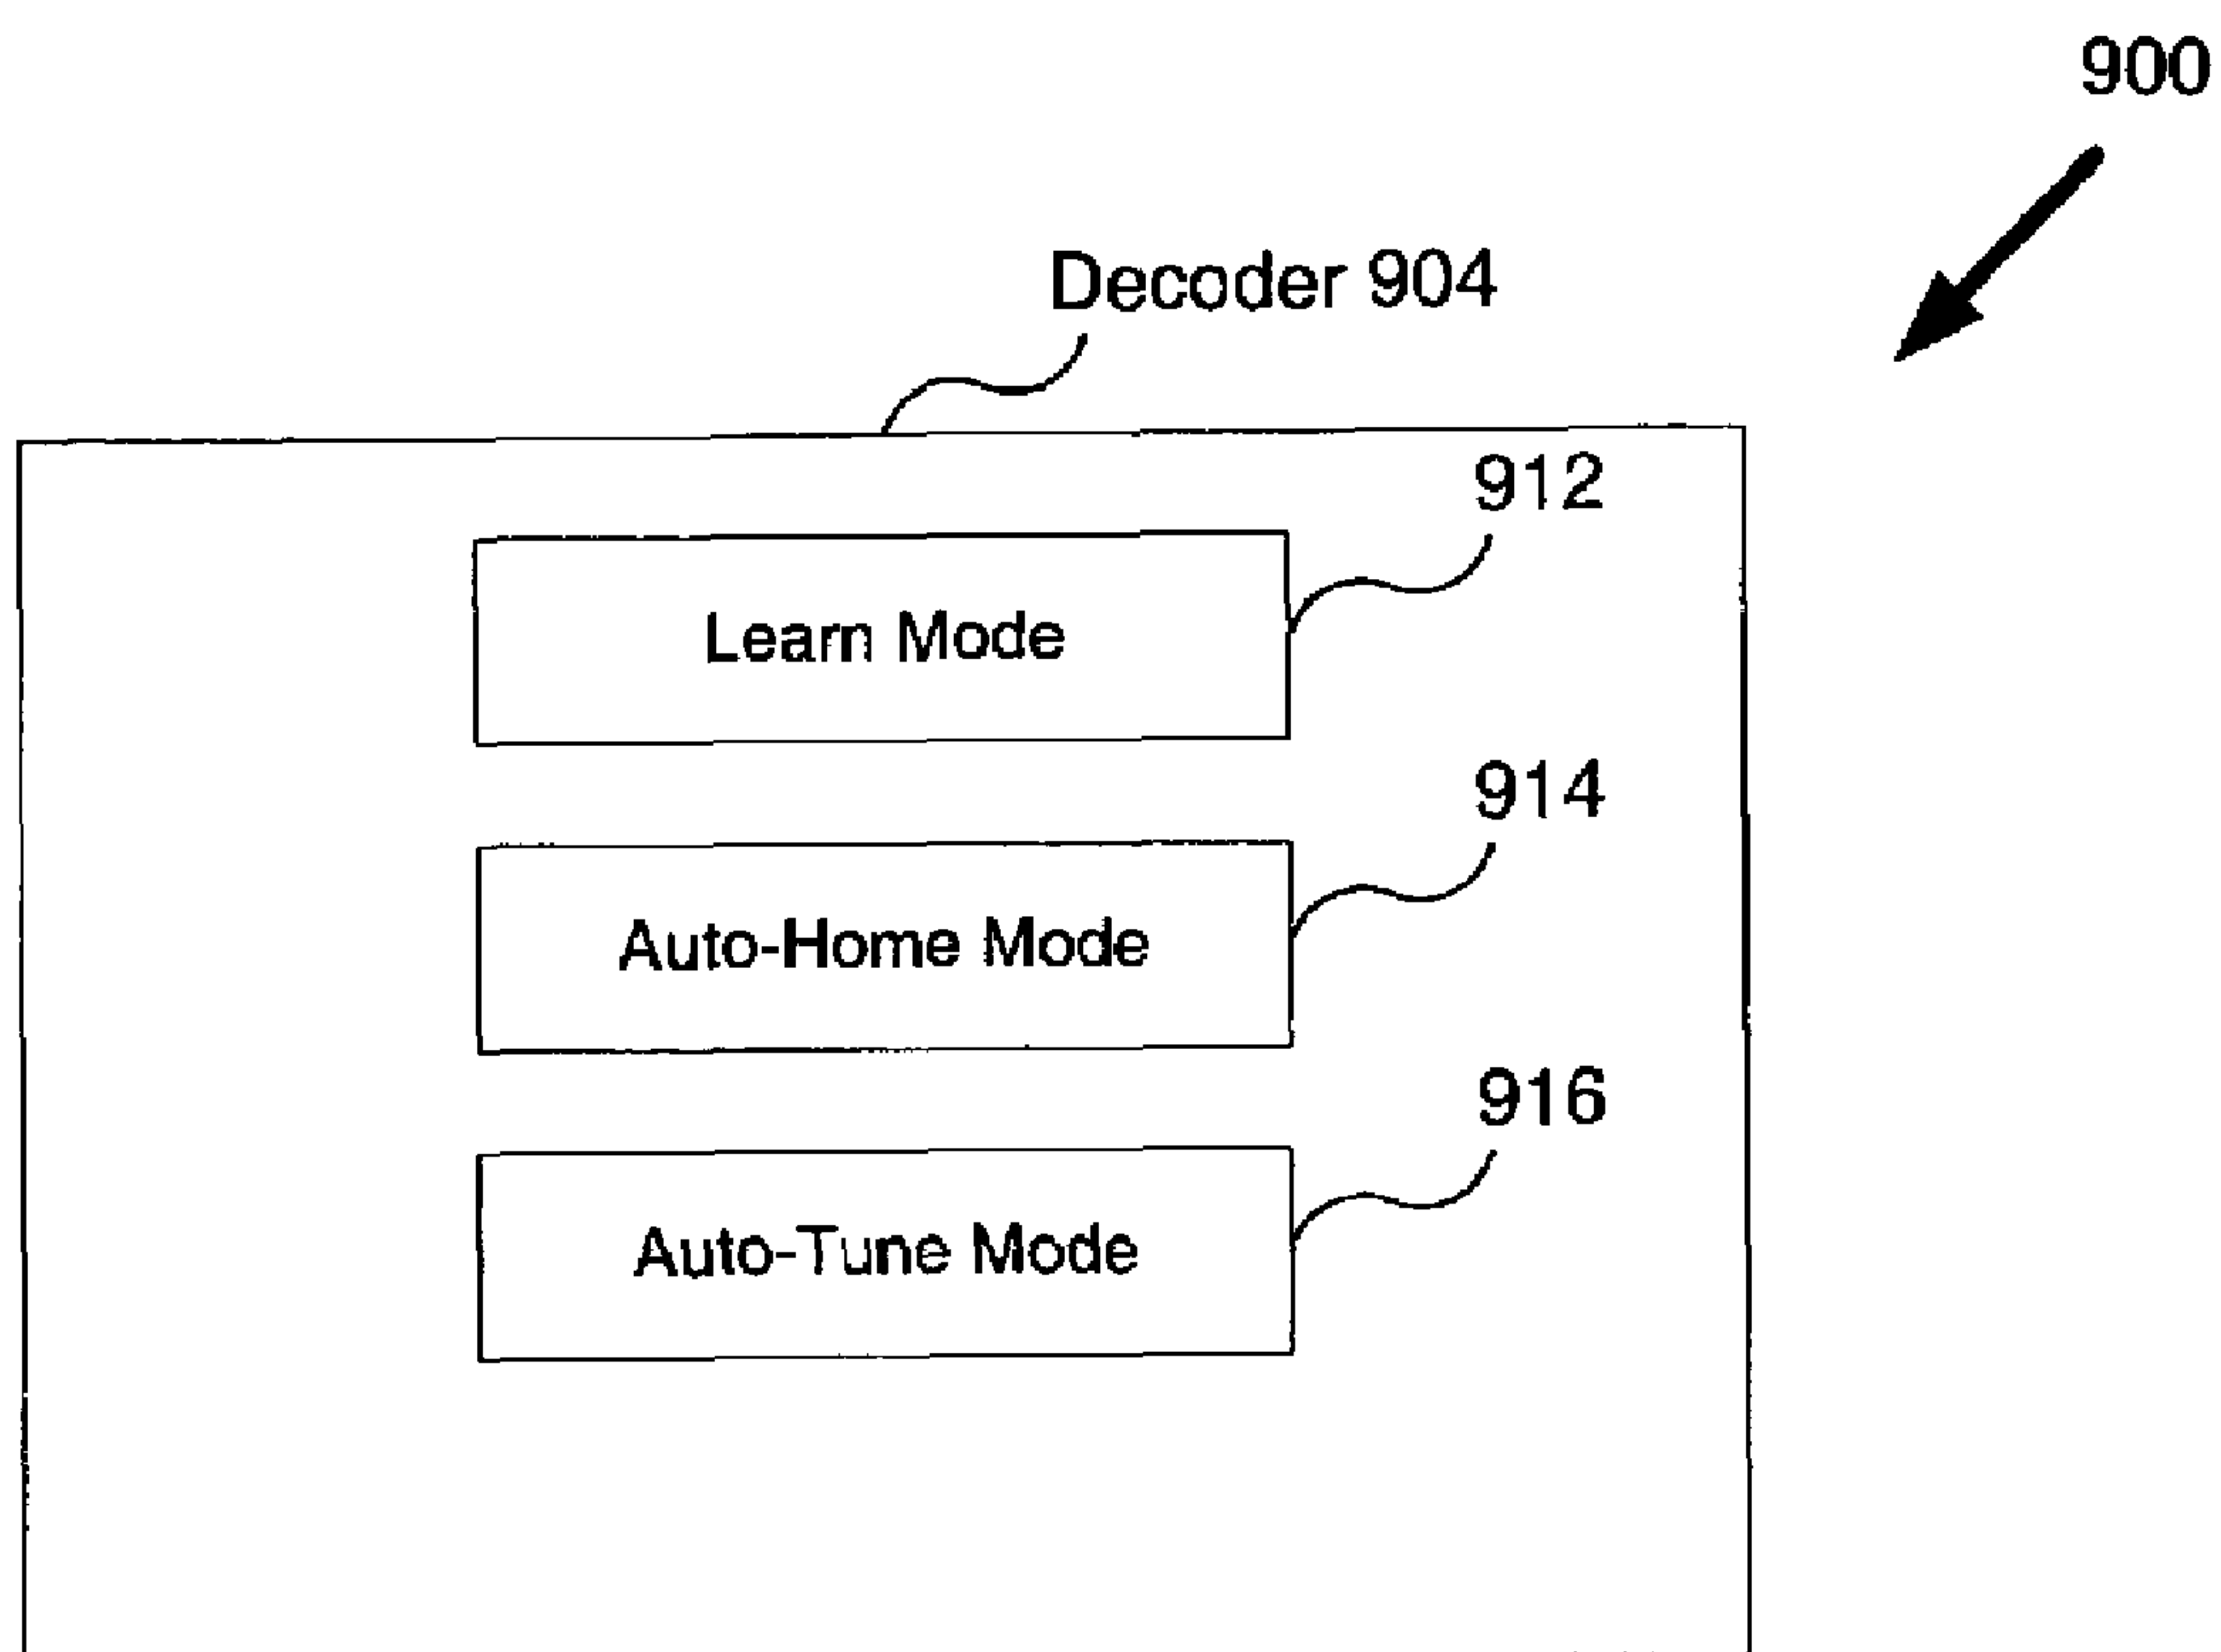 900
Decoder 904
912
Learn Mode
914
Auto-Home Mode
916
Auto-Tune Mode